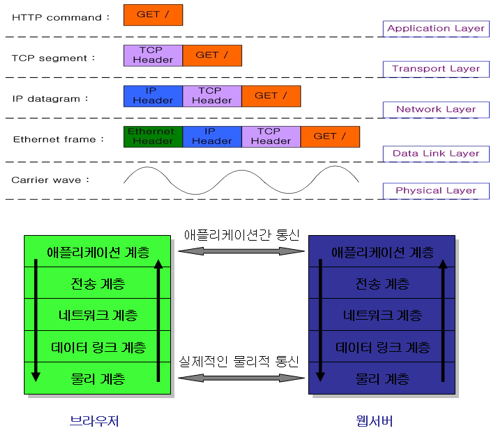 HTTP command : GET /
Application Layer
TCP segment : TCP Header GET /
Transport Layer
IP datagram : IP Header TCP Header GET /
Network Layer
Ethernet frame : Ethernet Header IP Header TCP Header GET /
Data Link Layer
Carrier wave :
Physical Layer
애플리케이션간 통신
애플리케이션 계층
전송 계층
네트워크 계층
데이터 링크 계층
물리 계층
애플리케이션 계층
전송 계층
네트워크 계층
데이터 링크 계층
물리 계층
실제적인 물리적 통신
브라우저
웹서버